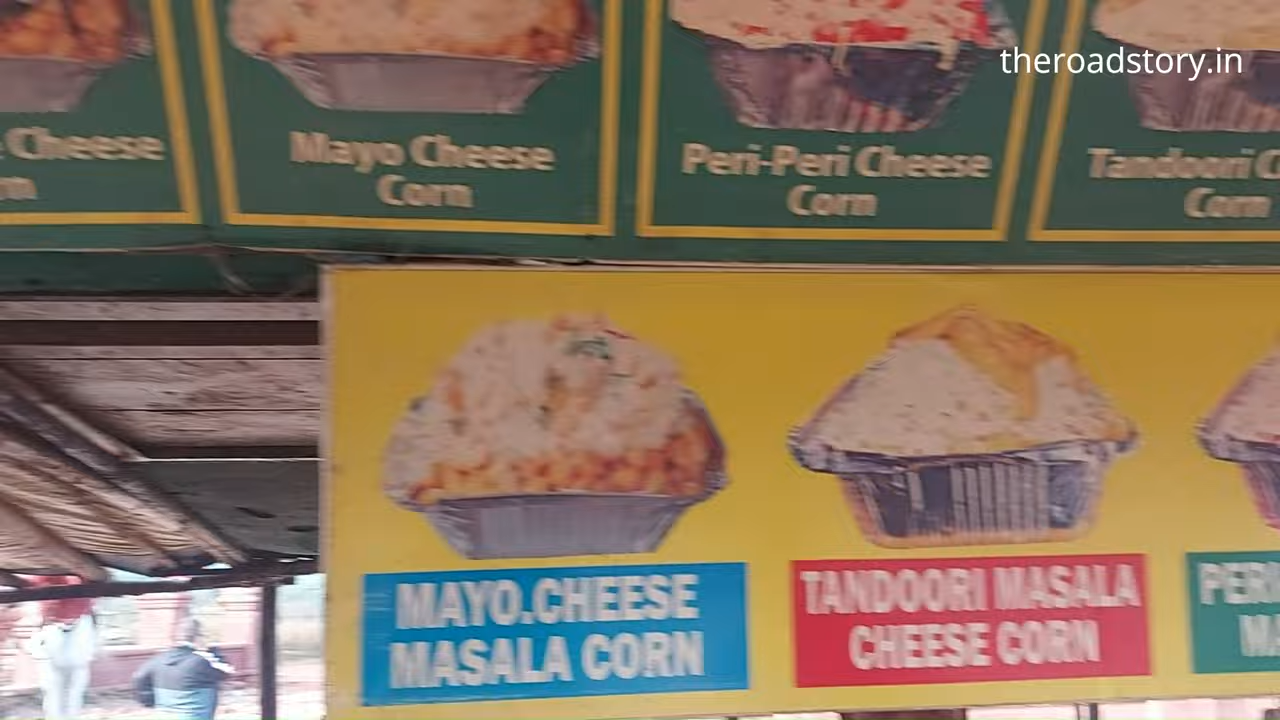 theroadstory.in
Cheese
Mayo Cheese
Corn
Peri-Peri Cheese
Corn
Tandoori
Corn
MAYO.CHEESE
MASALA CORN
TANDOORI MASALA
CHEESE CORN